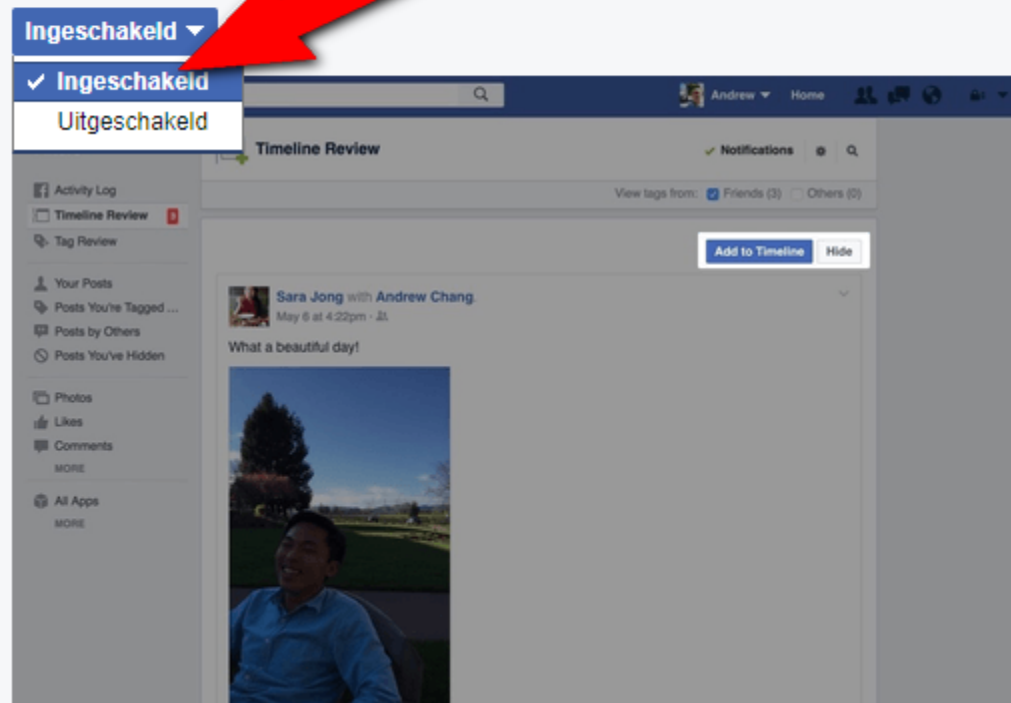 Ingeschakeld
Ingeschakeld
Uitgeschakeld
Andrew Home
Timeline Review
Notifications
View tags from: Friends (3) Others (0)
Activity Log
Timeline Review 3
Tag Review
Your Posts
Posts You're Tagged ...
Posts by Others
Posts You've Hidden
Photos
Likes
Comments
MORE
All Apps
MORE
Add to Timeline Hide
Sara Jong with Andrew Chang.
May 6 at 4:22pm ·
What a beautiful day!